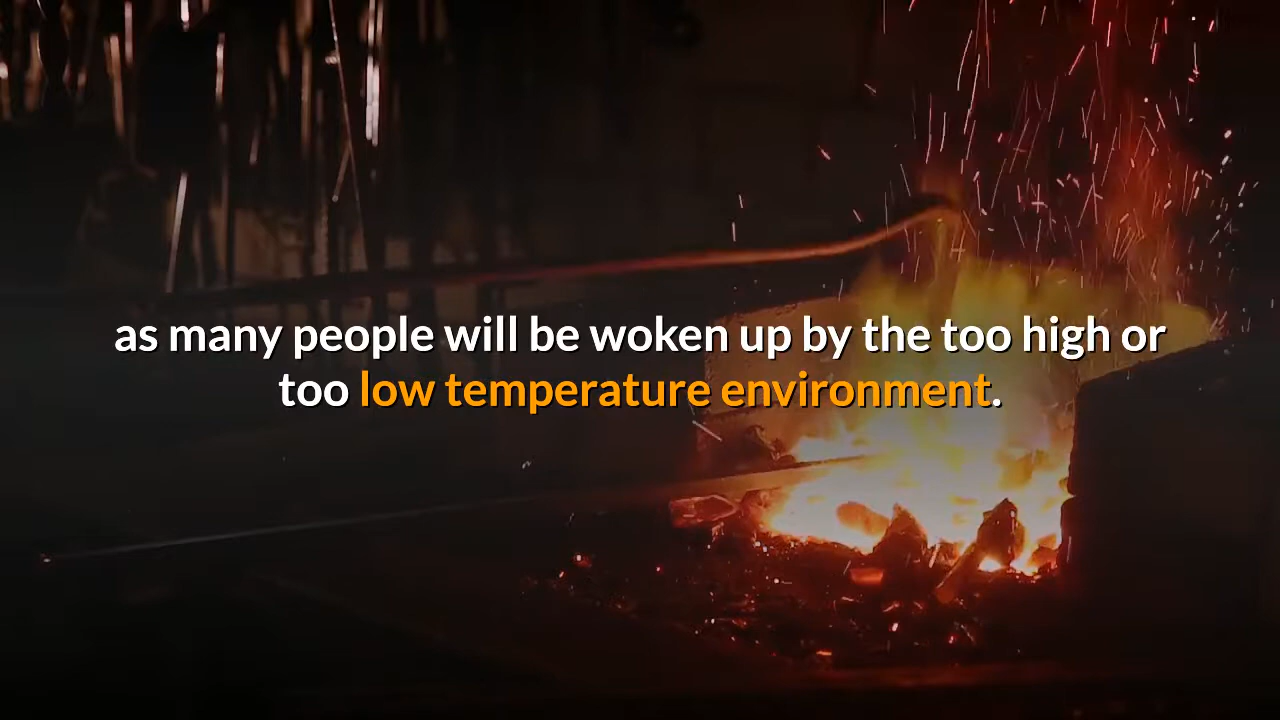 as many people will be woken up by the too high or
too low temperature environment.